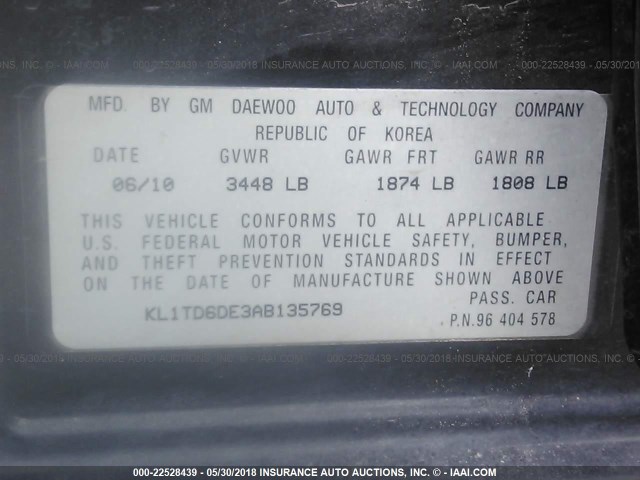 MFD. BY GM DAEWOO AUTO & TECHNOLOGY COMPANY
REPUBLIC OF KOREA
DATE GVWR GAWR FRT GAWR RR
06/10 3448 LB 1874 LB 1808 LB
THIS VEHICLE CONFORMS TO ALL APPLICABLE
U.S. FEDERAL MOTOR VEHICLE SAFETY, BUMPER,
AND THEFT PREVENTION STANDARDS IN EFFECT
ON THE DATE OF MANUFACTURE SHOWN ABOVE
PASS. CAR
KL1TD6DE3AB135769
P.N.96 404 578
000-22528439 - 05/30/2018 INSURANCE AUTO AUCTIONS, INC. - © IAAI.COM